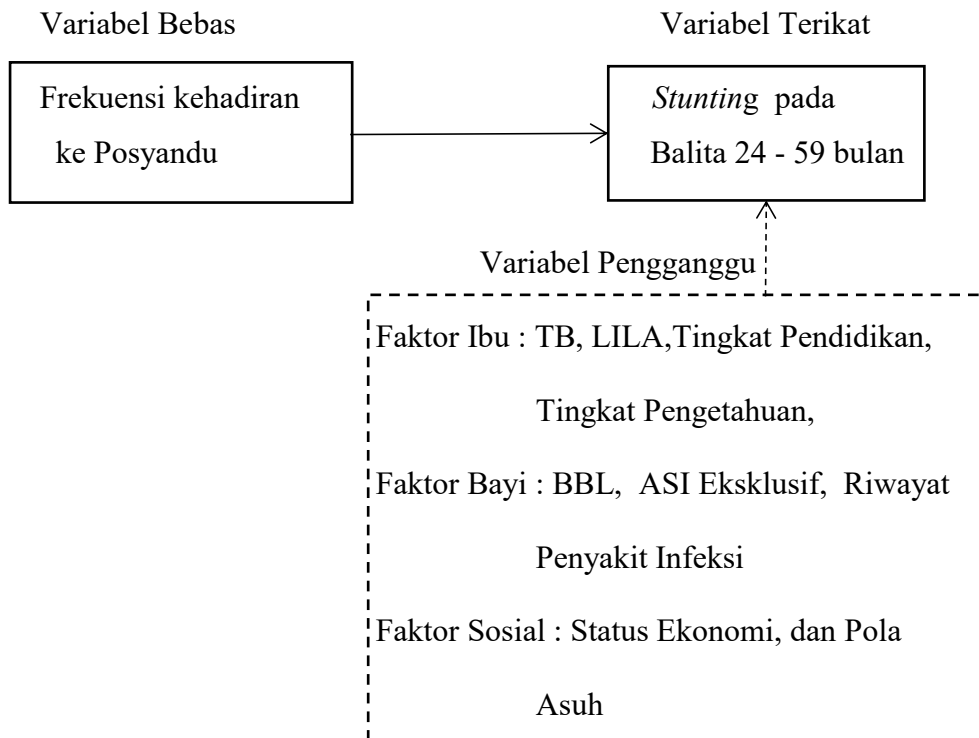 Variabel Bebas
Variabel Terikat
Frekuensi kehadiran
ke Posyandu
Stunting pada
Balita 24 - 59 bulan
Variabel Pengganggu
Faktor Ibu : TB, LILA,Tingkat Pendidikan,
Tingkat Pengetahuan,
Faktor Bayi : BBL, ASI Eksklusif, Riwayat
Penyakit Infeksi
Faktor Sosial : Status Ekonomi, dan Pola
Asuh